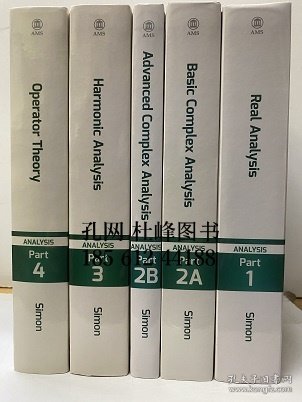 AMS
Operator Theory
ANALYSIS
Part
4
Simon
AMS
Harmonic Analysis
ANALYSIS
Part
3
Simon
AMS
Advanced Complex Analysis
ANALYSIS
Part
2B
Simon
AMS
Basic Complex Analysis
ANALYSIS
Part
2A
Simon
AMS
Real Analysis
ANALYSIS
Part
1
Simon
孔网 杜峰图书